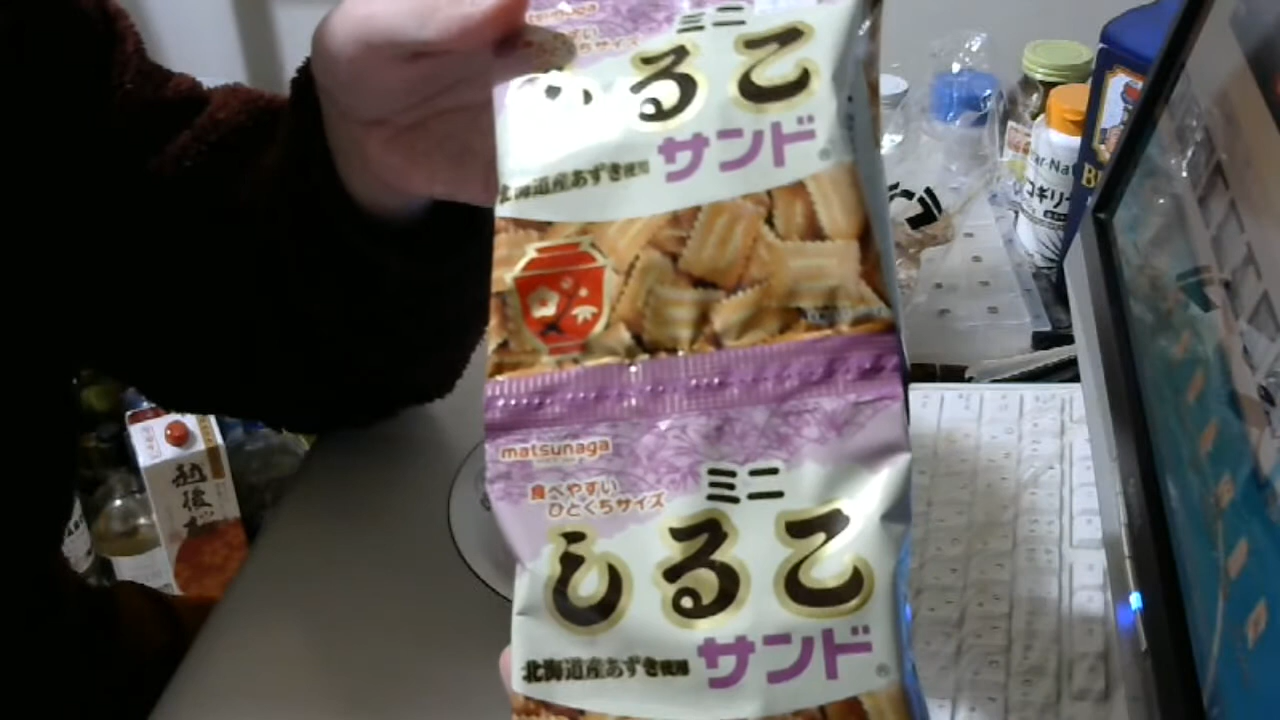 ミニ
るこ
サンド
北海道産あずき使用
matsunaga
食べやすい
ひとくちサイズ
ミニ
しるこ
サンド
北海道産あずき使用
越後